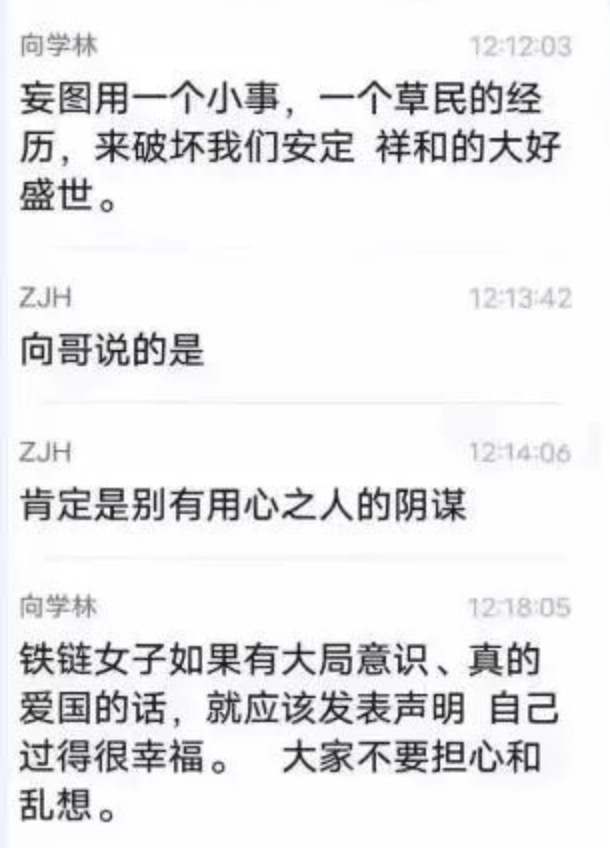 向学林 12:12:03
妄图用一个小事，一个草民的经
历，来破坏我们安定 祥和的大好
盛世。
ZJH 12:13:42
向哥说的是
ZJH 12:14:06
肯定是别有用心之人的阴谋
向学林 12:18:05
铁链女子如果有大局意识、真的
爱国的话，就应该发表声明 自己
过得很幸福。 大家不要担心和
乱想。